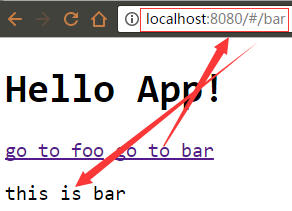 localhost:8080/#/bar
Hello App!
go to foo go to bar
this is bar